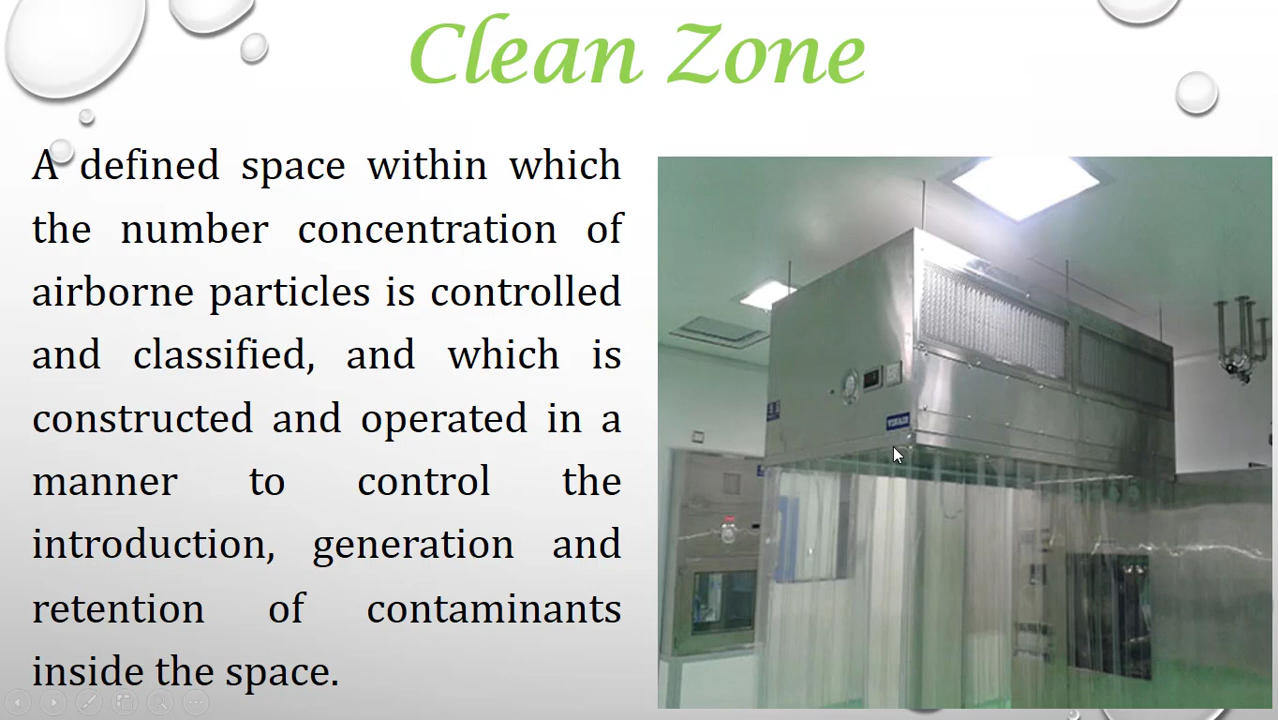 Clean Zone
A defined space within which
the number concentration of
airborne particles is controlled
and classified, and which is
constructed and operated in a
manner to control the
introduction, generation and
retention of contaminants
inside the space.